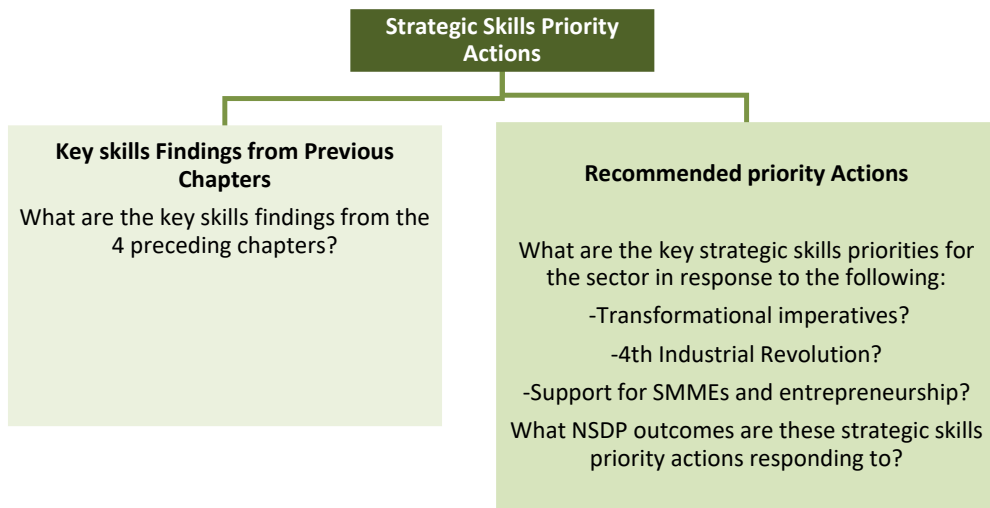 Strategic Skills Priority
Actions
Key skills Findings from Previous
Chapters
What are the key skills findings from the
4 preceding chapters?
Recommended priority Actions
What are the key strategic skills priorities for
the sector in response to the following:
-Transformational imperatives?
-4th Industrial Revolution?
-Support for SMMEs and entrepreneurship?
What NSDP outcomes are these strategic skills
priority actions responding to?